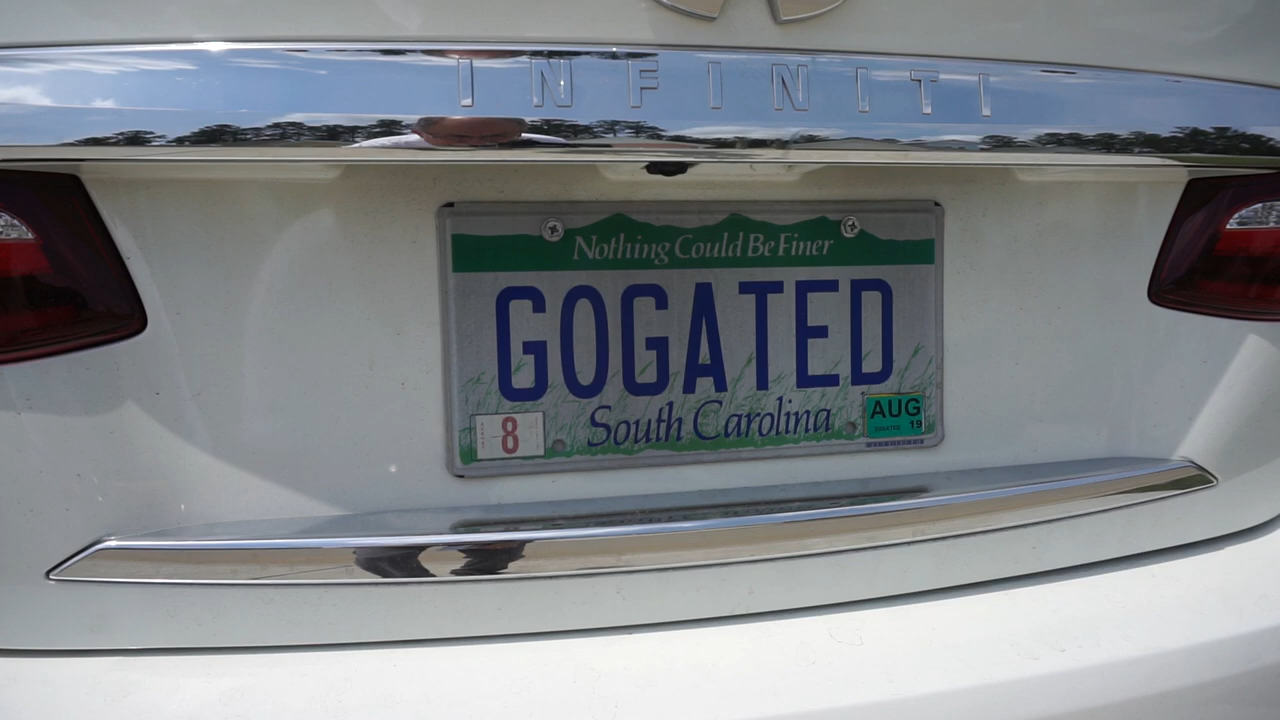 INFINITI
Nothing Could Be Finer
GOGATED
8
South Carolina
AUG
19